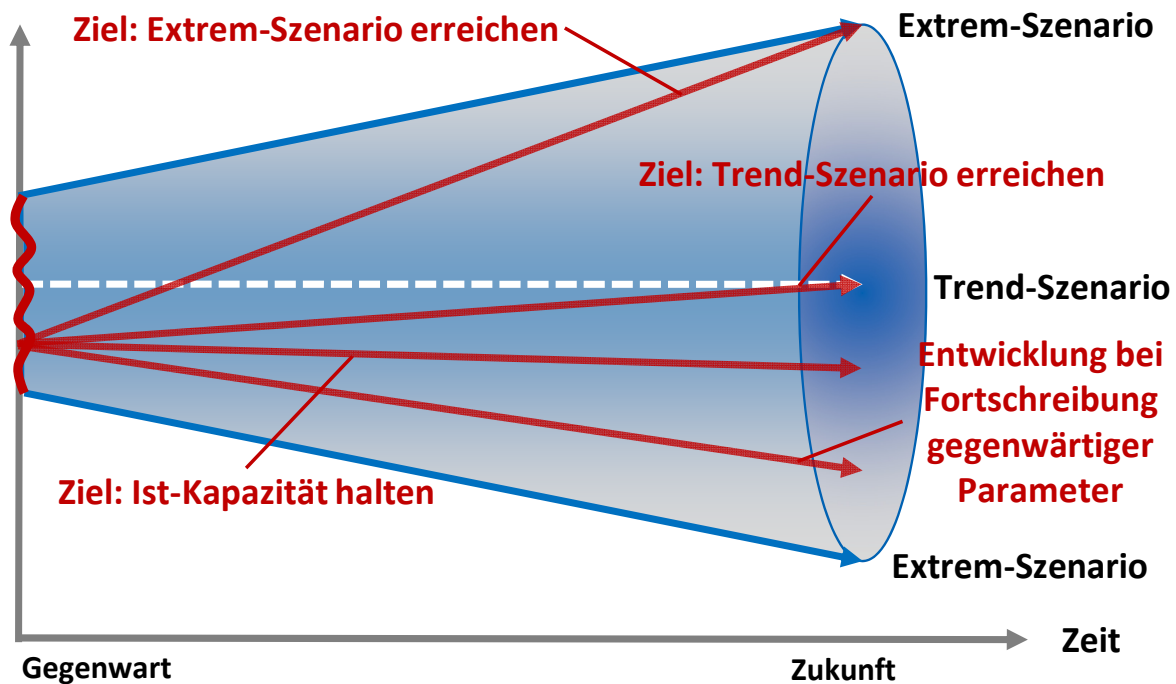 Ziel: Extrem-Szenario erreichen
Extrem-Szenario
Ziel: Trend-Szenario erreichen
Trend-Szenario
Entwicklung bei
Fortschreibung
gegenwärtiger
Parameter
Ziel: Ist-Kapazität halten
Extrem-Szenario
Zeit
Gegenwart
Zukunft